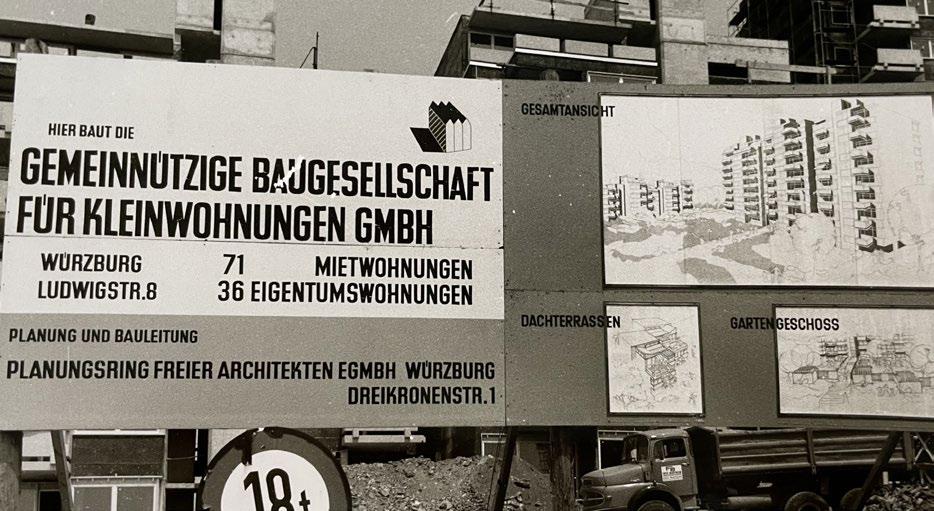 HIER BAUT DIE
GEMEINNÜTZIGE BAUGESELLSCHAFT
FÜR KLEINWOHNUNGEN GMBH
WÜRZBURG 71 MIETWOHNUNGEN
LUDWIGSTR.8 36 EIGENTUMSWOHNUNGEN
PLANUNG UND BAULEITUNG
PLANUNGSRING FREIER ARCHITEKTEN EGMBH WÜRZBURG
DREIKRONENSTR.1
GESAMTANSICHT
DACHTERRASSEN
GARTENGESCHOSS
18t